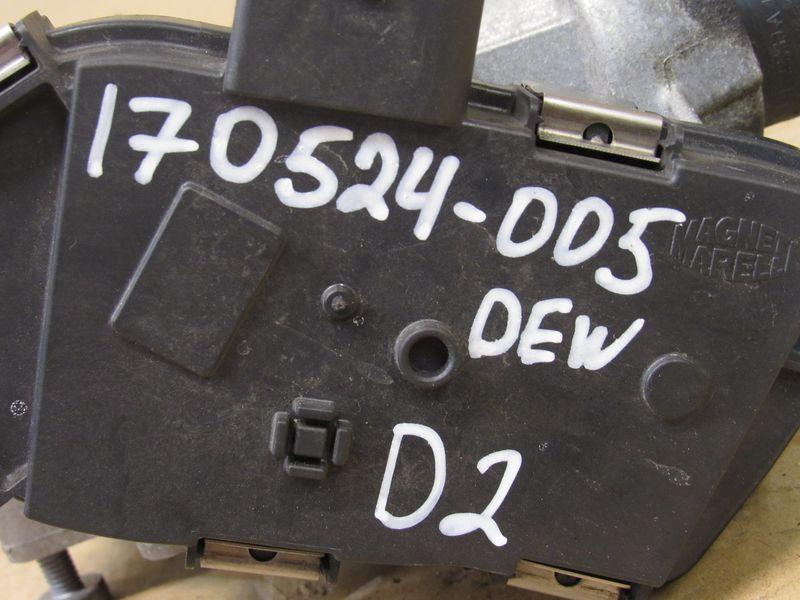 170524-005
MAGNETI
MARELLI
DEW
D2